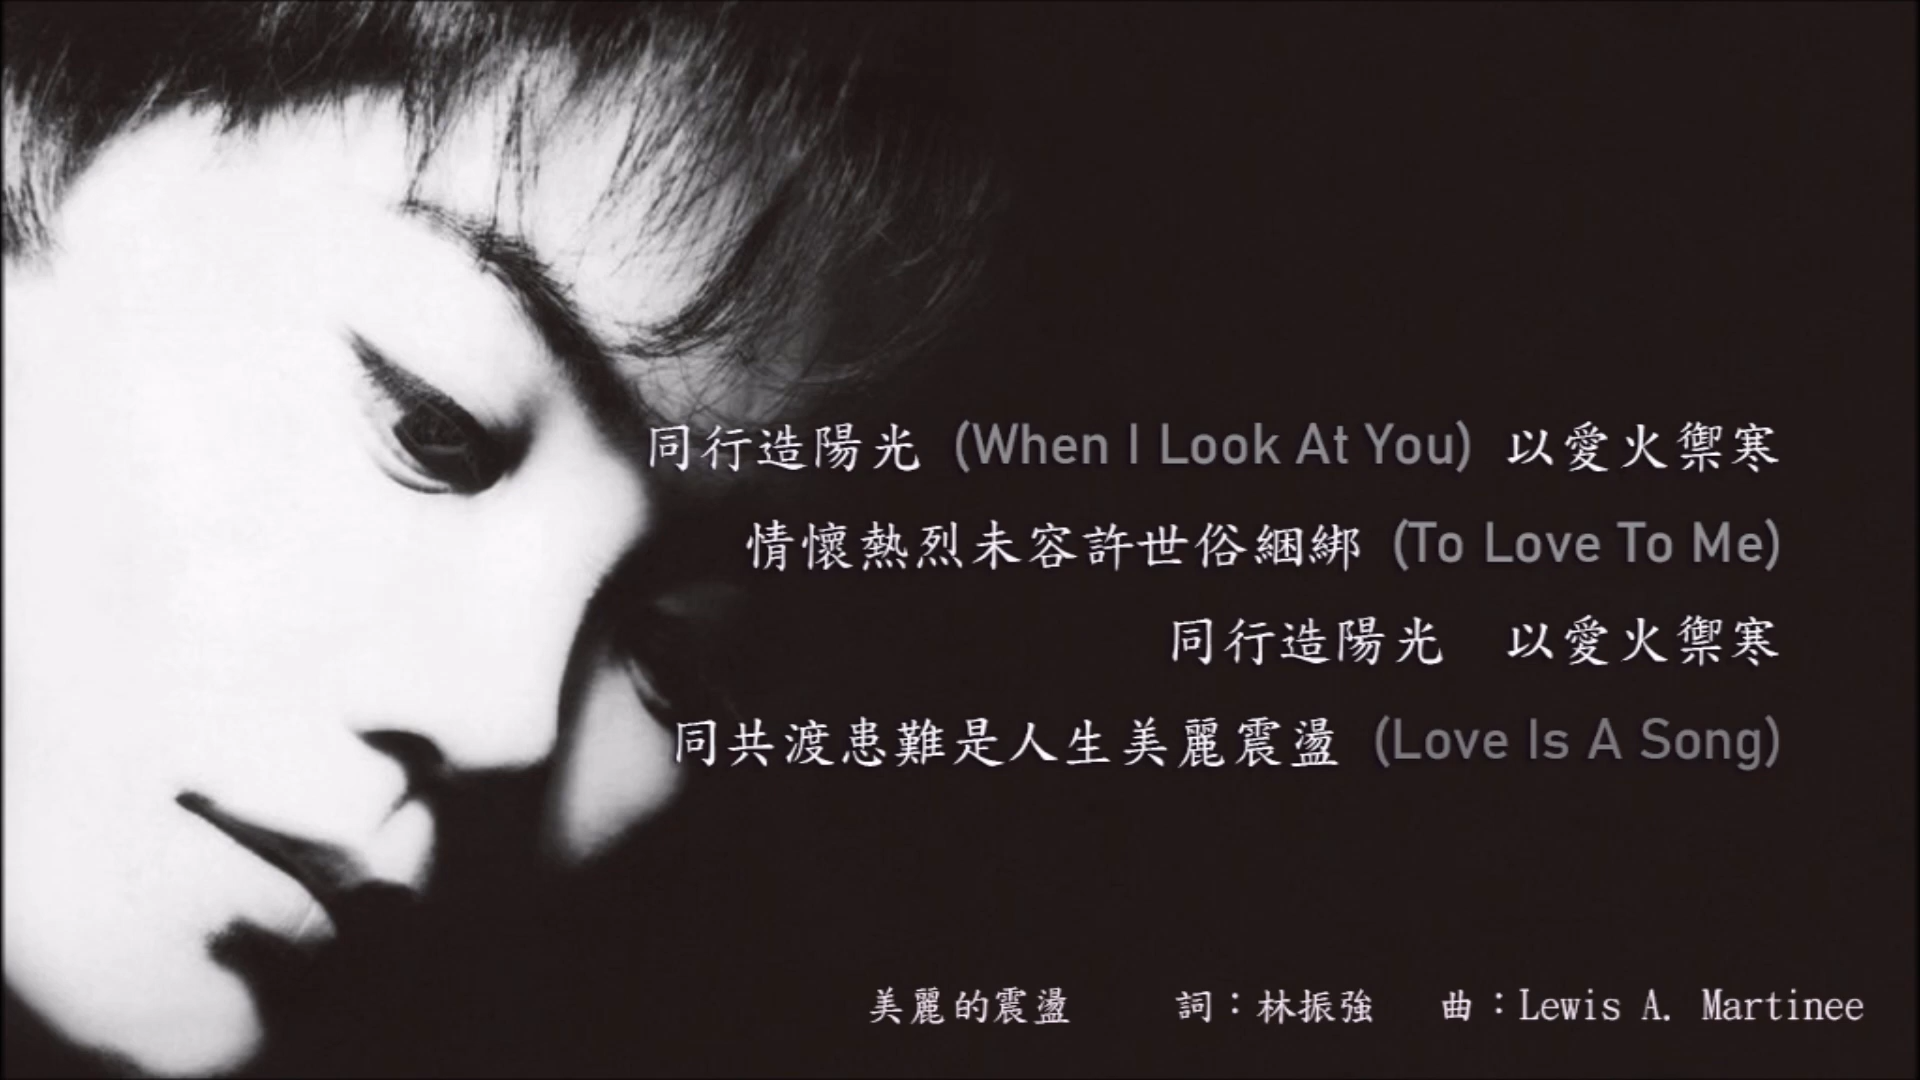 同行造陽光 (When I Look At You) 以愛火禦寒
情懷熱烈未容許世俗綑綁 (To Love To Me)
同行造陽光 以愛火禦寒
同共渡患難是人生美麗震盪 (Love Is A Song)
美麗的震盪 詞：林振強 曲：Lewis A. Martinee